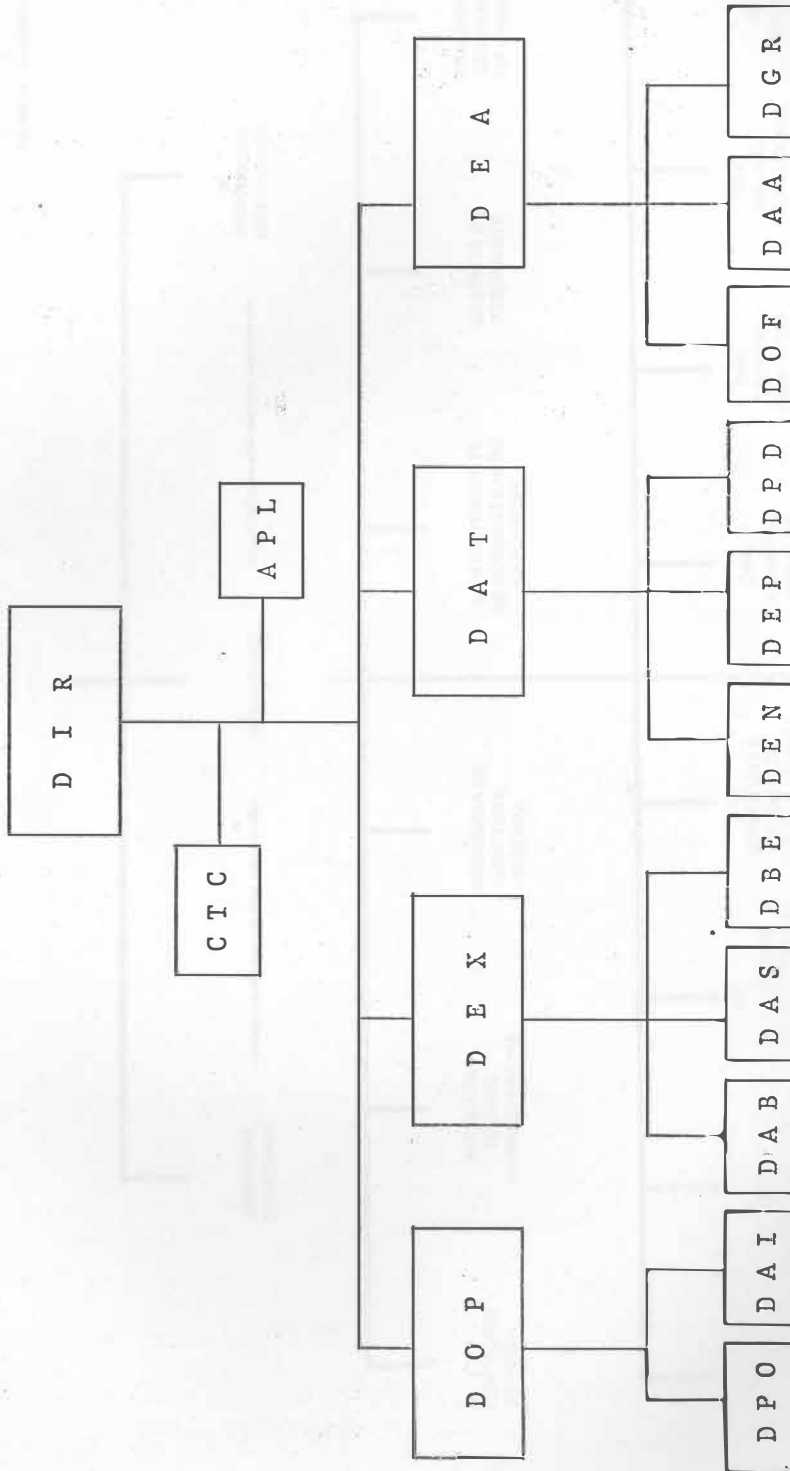 D I R
C T C
A P L
D O P
D E X
D A T
D E A
D P O
D A I
D A B
D A S
D B E
D E N
D E P
D P D
D O F
D A A
D G R